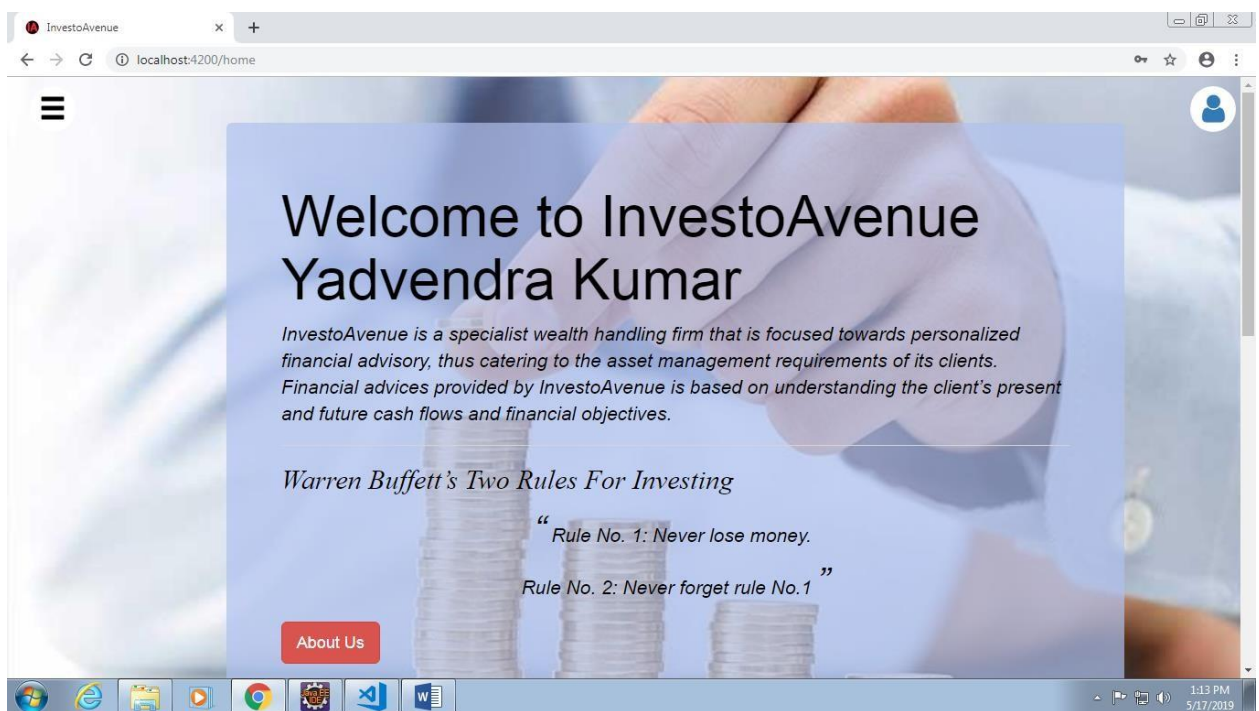 InvestoAvenue
localhost:4200/home
Welcome to InvestoAvenue
Yadvendra Kumar
InvestoAvenue is a specialist wealth handling firm that is focused towards personalized
financial advisory, thus catering to the asset management requirements of its clients.
Financial advices provided by InvestoAvenue is based on understanding the client's present
and future cash flows and financial objectives.
Warren Buffett's Two Rules For Investing
“ Rule No. 1: Never lose money.
Rule No. 2: Never forget rule No.1 ”
About Us
Java EE
IDE
W
1:13 PM
5/17/2019